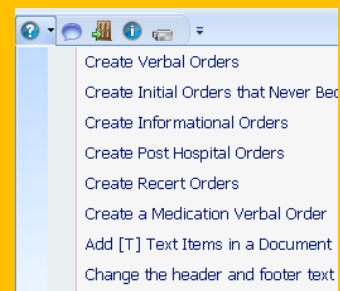 Create Verbal Orders
Create Initial Orders that Never
Create Informational Orders
Create Post Hospital Orders
Create Recert Orders
Create a Medication Verbal Order
Add [T] Text Items in a Document
Change the header and footer text